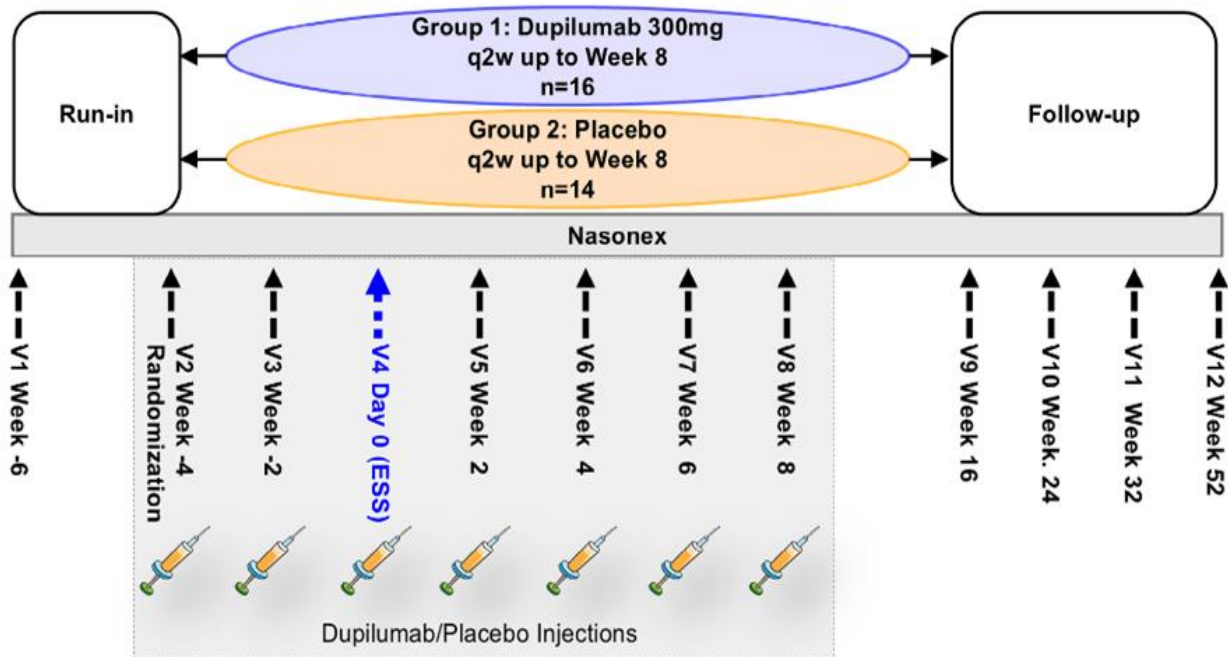 Group 1: Dupilumab 300mg
q2w up to Week 8
n=16
Run-in
Follow-up
Group 2: Placebo
q2w up to Week 8
n=14
Nasonex
V1 Week -6
V2 Week -4
Randomization
V3 Week -2
V4 Day 0 (ESS)
V5 Week 2
V6 Week 4
V7 Week 6
V8 Week 8
V9 Week 16
V10 Week. 24
V11 Week 32
V12 Week 52
Dupilumab/Placebo Injections